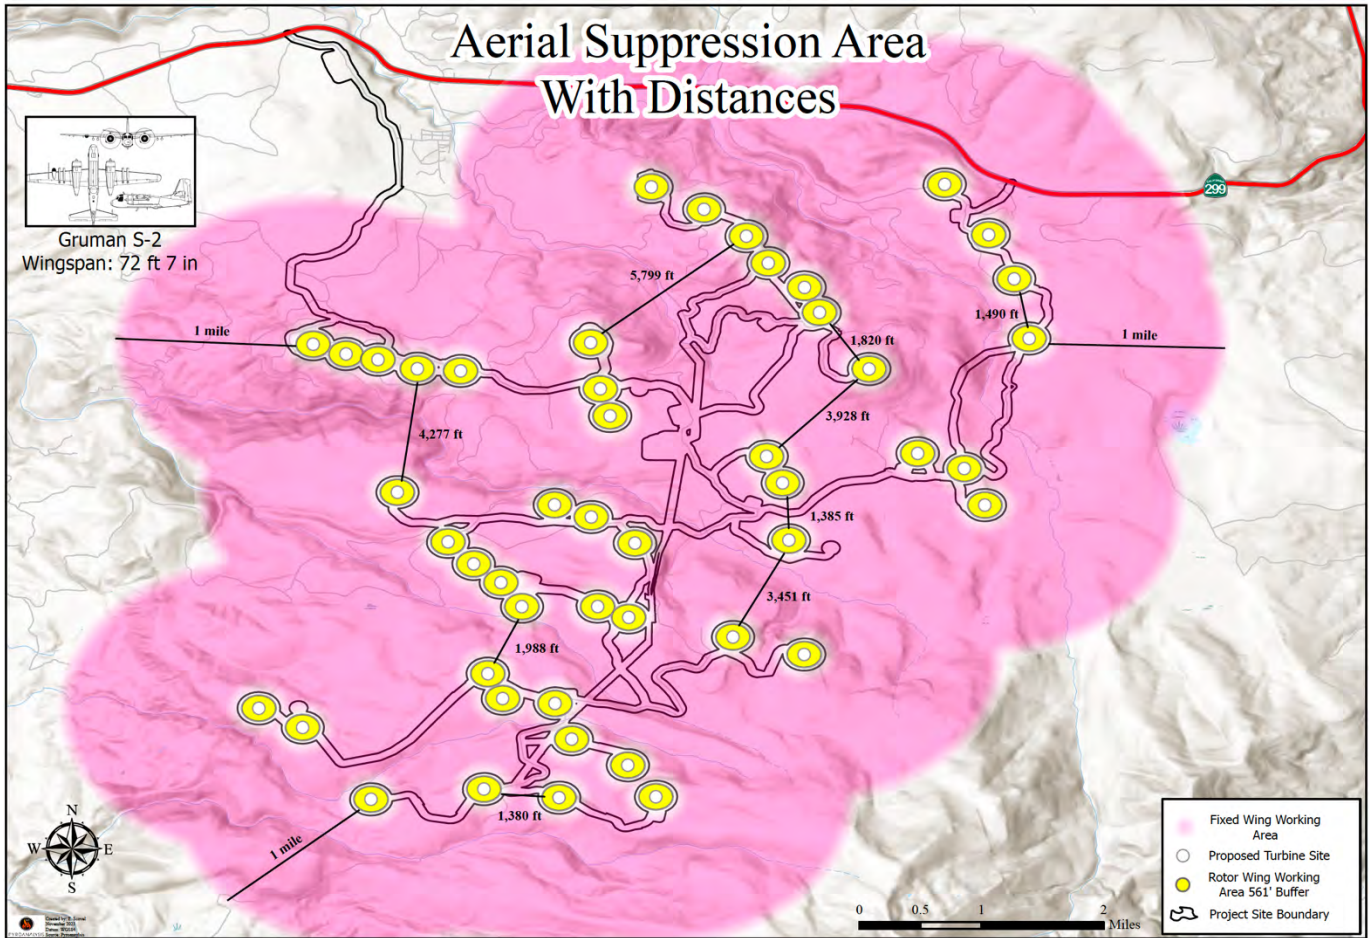 Aerial Suppression Area
With Distances
299
Gruman S-2
Wingspan: 72 ft 7 in
5,799 ft
1,490 ft
1 mile
1 mile
1,820 ft
3,928 ft
4,277 ft
1,385 ft
3,451 ft
1,988 ft
1,380 ft
1 mile
N
W
E
S
Fixed Wing Working
Area
Proposed Turbine Site
Rotor Wing Working
Area 561' Buffer
Project Site Boundary
0
0.5
1
2
Miles